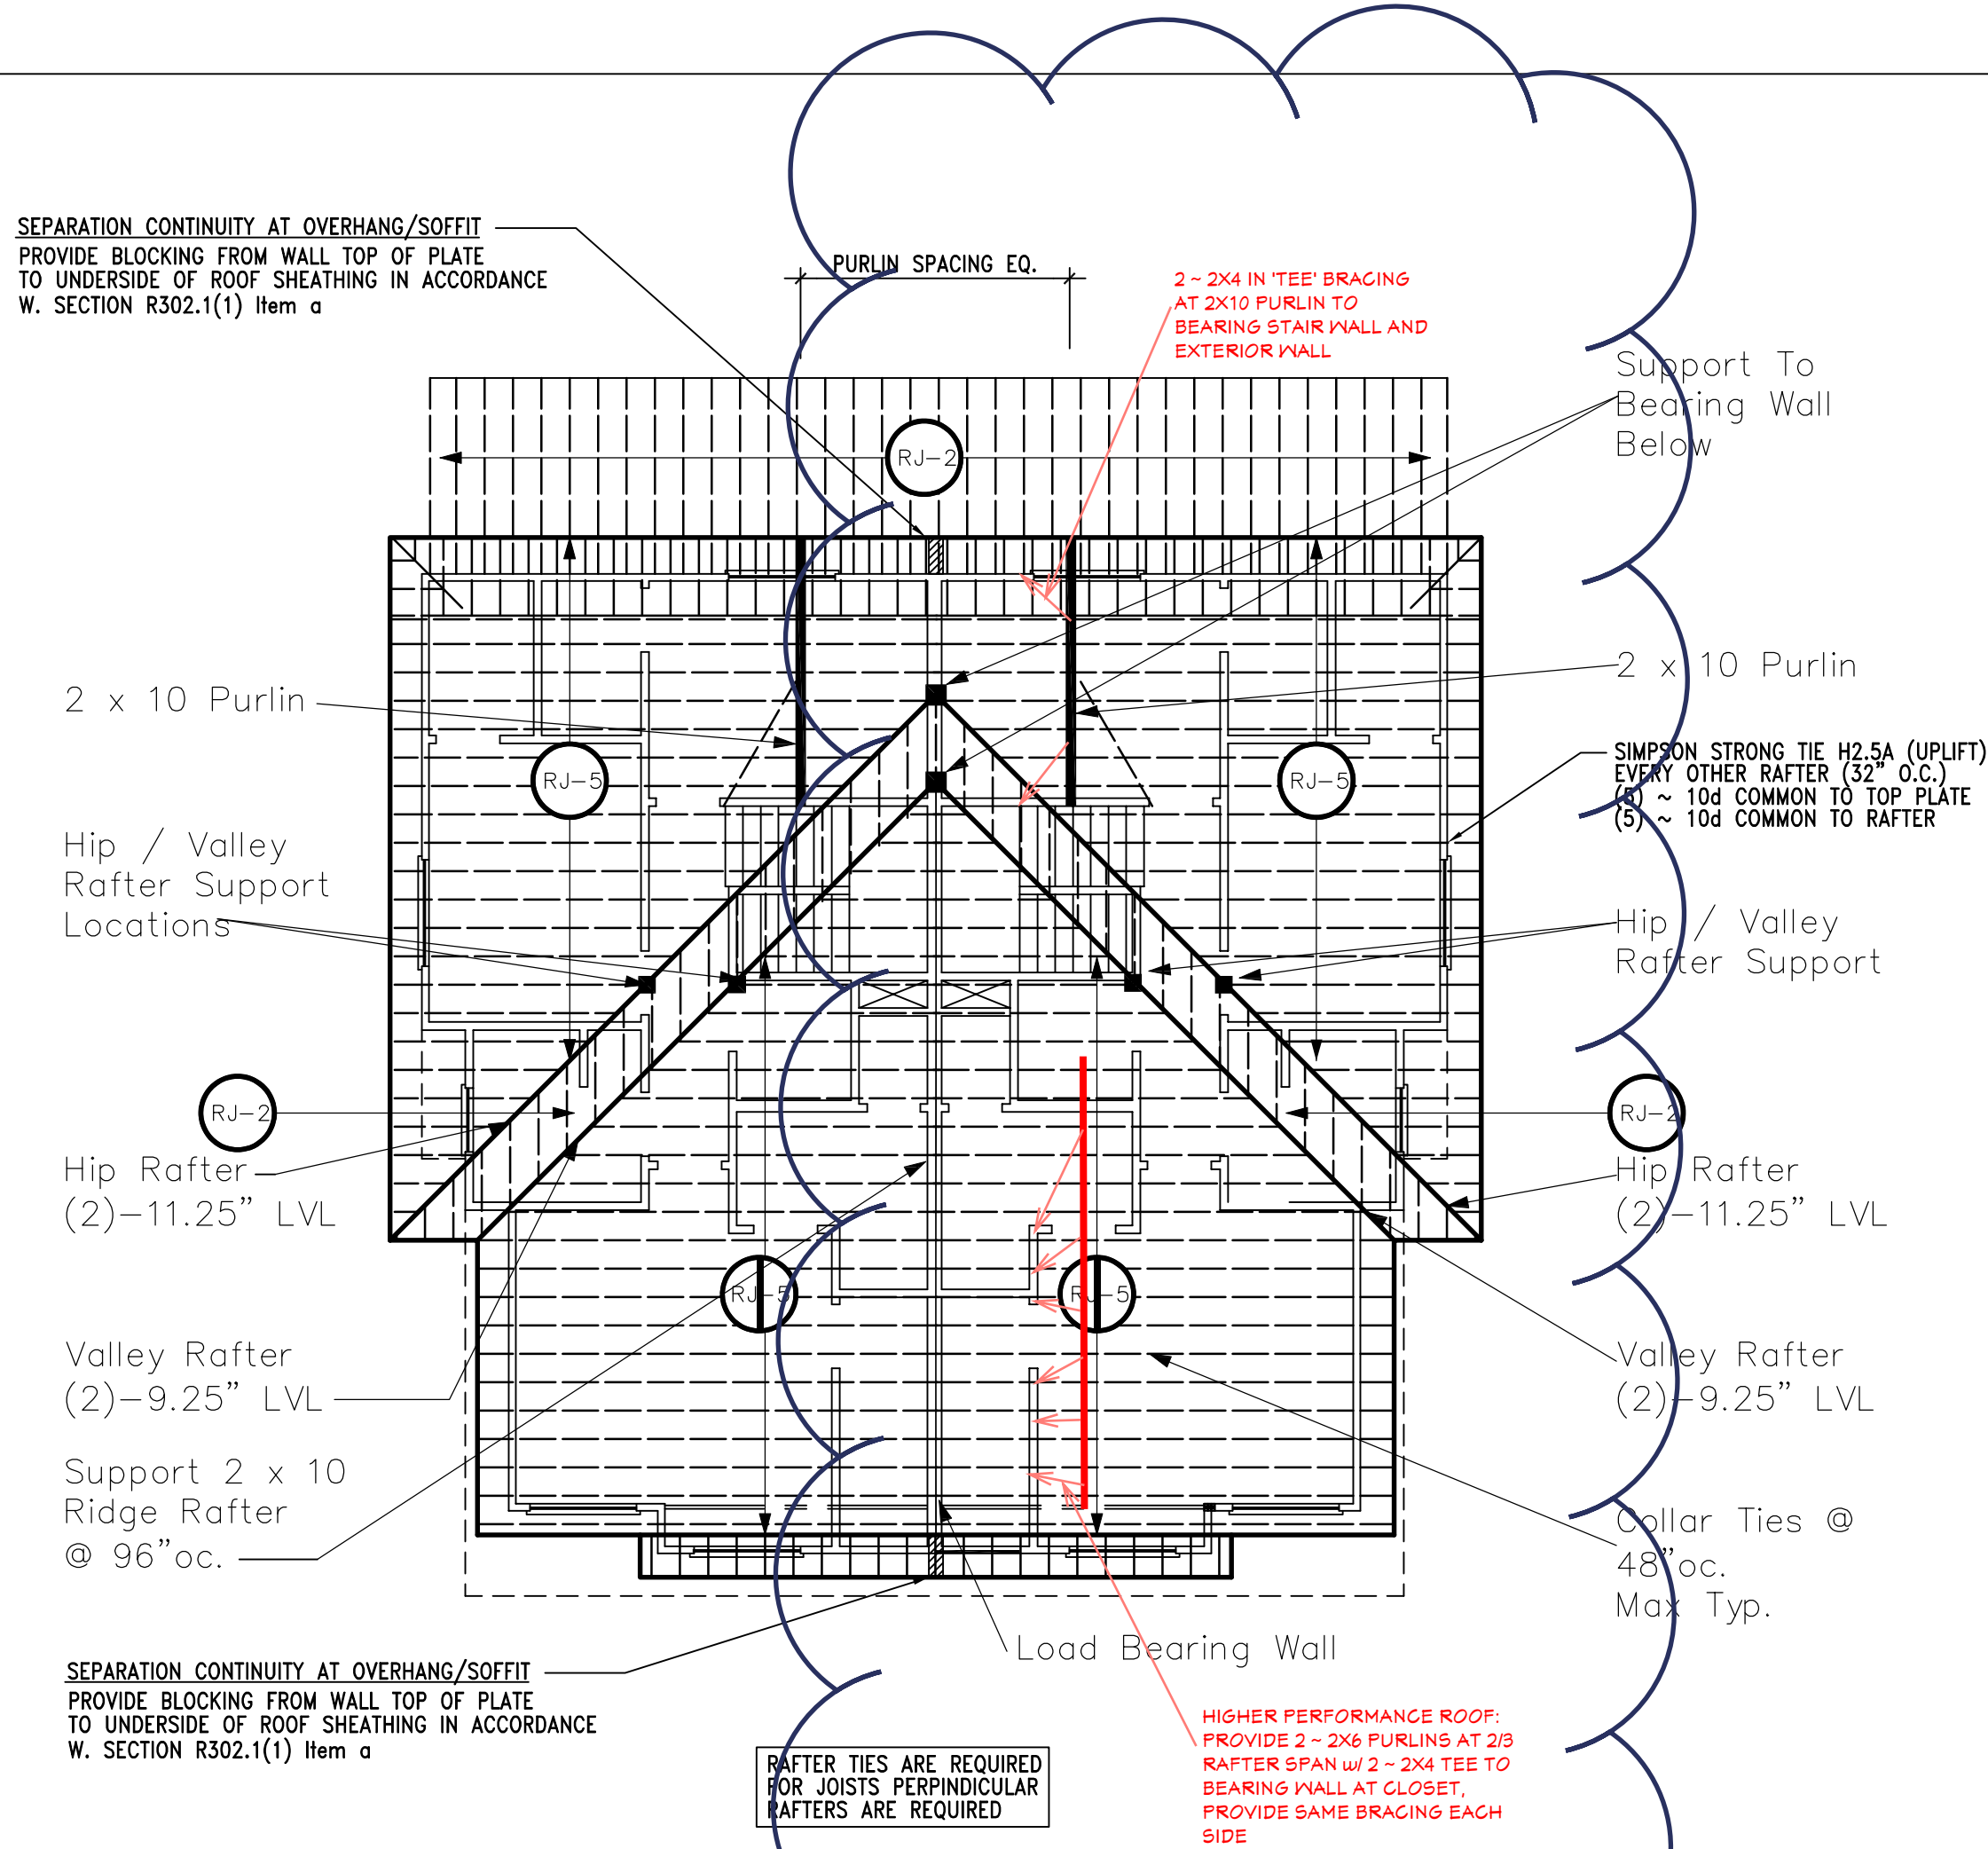 SEPARATION CONTINUITY AT OVERHANG/SOFFIT
PROVIDE BLOCKING FROM WALL TOP OF PLATE
TO UNDERSIDE OF ROOF SHEATHING IN ACCORDANCE
W. SECTION R302.1(1) Item a
PURLIN SPACING EQ.
2 ~ 2X4 IN 'TEE' BRACING
AT 2X10 PURLIN TO
BEARING STAIR WALL AND
EXTERIOR WALL
Support To
Bearing Wall
Below
RJ-2
2 x 10 Purlin
2 x 10 Purlin
RJ-5
RJ-5
SIMPSON STRONG TIE H2.5A (UPLIFT)
EVERY OTHER RAFTER (32" O.C.)
(5) ~ 10d COMMON TO TOP PLATE
(5) ~ 10d COMMON TO RAFTER
Hip / Valley
Rafter Support
Locations
Hip / Valley
Rafter Support
RJ-2
RJ-2
Hip Rafter
(2)-11.25" LVL
Hip Rafter
(2)-11.25" LVL
RJ-5
RJ-5
Valley Rafter
(2)-9.25" LVL
Valley Rafter
(2)-9.25" LVL
Support 2 x 10
Ridge Rafter
@ 96"oc.
Collar Ties @
48"oc.
Max Typ.
Load Bearing Wall
SEPARATION CONTINUITY AT OVERHANG/SOFFIT
PROVIDE BLOCKING FROM WALL TOP OF PLATE
TO UNDERSIDE OF ROOF SHEATHING IN ACCORDANCE
W. SECTION R302.1(1) Item a
RAFTER TIES ARE REQUIRED
FOR JOISTS PERPINDICULAR
RAFTERS ARE REQUIRED
HIGHER PERFORMANCE ROOF:
PROVIDE 2 ~ 2X6 PURLINS AT 2/3
RAFTER SPAN w/ 2 ~ 2X4 TEE TO
BEARING WALL AT CLOSET,
PROVIDE SAME BRACING EACH
SIDE